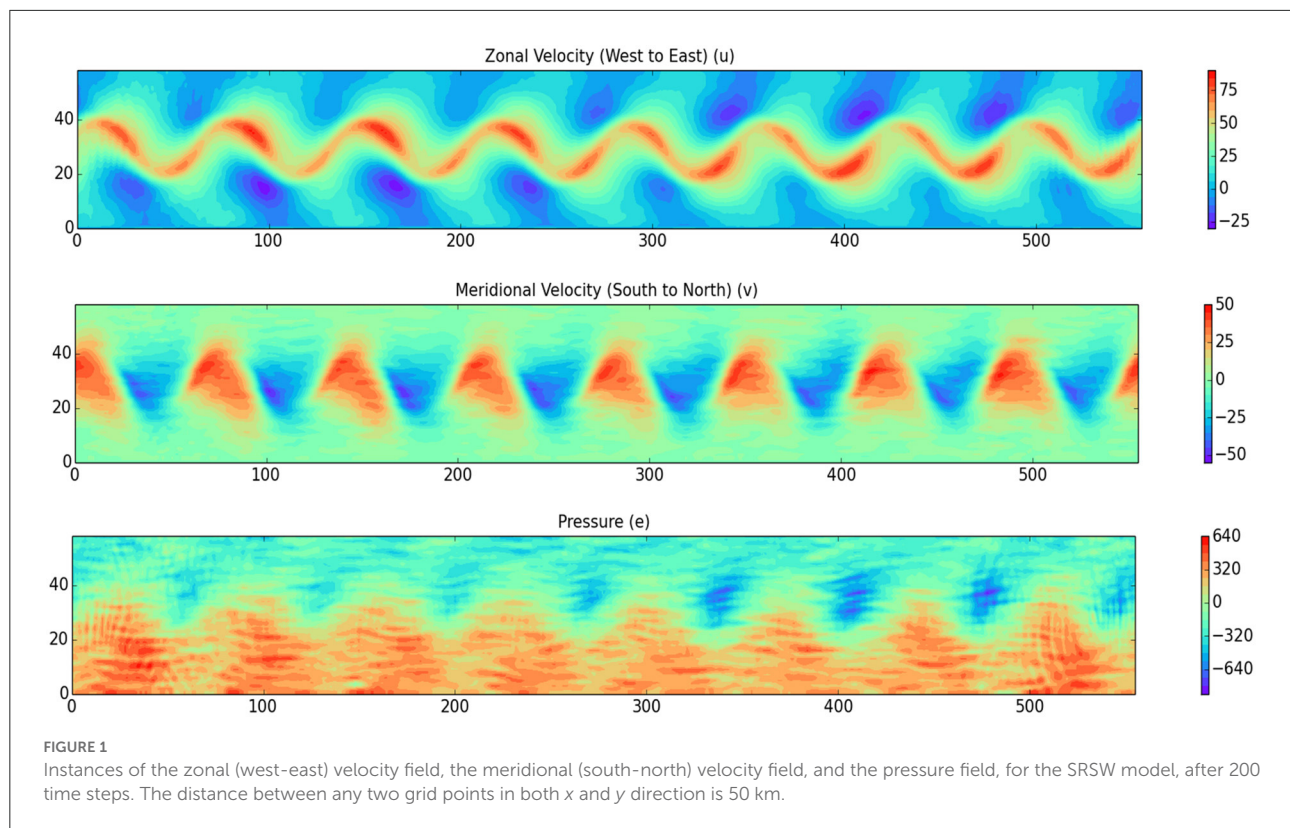 Zonal Velocity (West to East) (u)
40
20
0
0 100 200 300 400 500
75
50
25
0
−25
Meridional Velocity (South to North) (v)
40
20
0
0 100 200 300 400 500
50
25
0
−25
−50
Pressure (e)
40
20
0
0 100 200 300 400 500
640
320
0
−320
−640
FIGURE 1
Instances of the zonal (west-east) velocity field, the meridional (south-north) velocity field, and the pressure field, for the SRSW model, after 200
time steps. The distance between any two grid points in both x and y direction is 50 km.